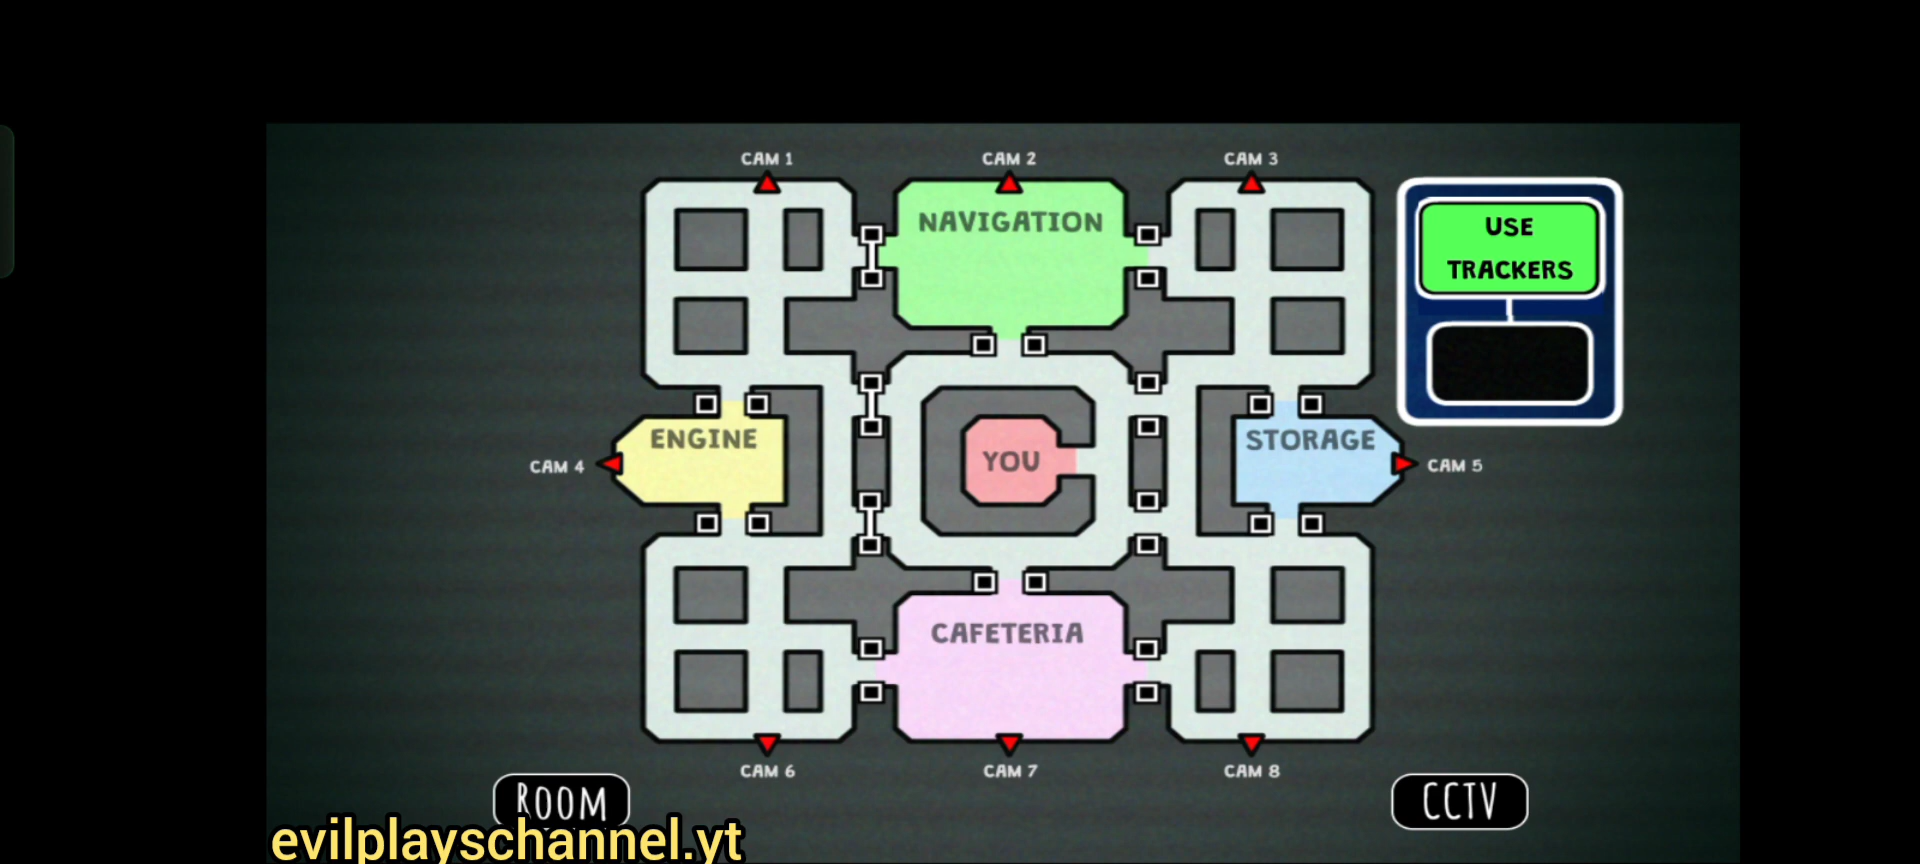 CAM 1
CAM 2
CAM 3
NAVIGATION
USE
TRACKERS
ENGINE
STORAGE
YOU
CAM 4
CAM 5
CAFETERIA
CAM 6
CAM 7
CAM 8
ROOM
CCTV
evilplayschannel.yt